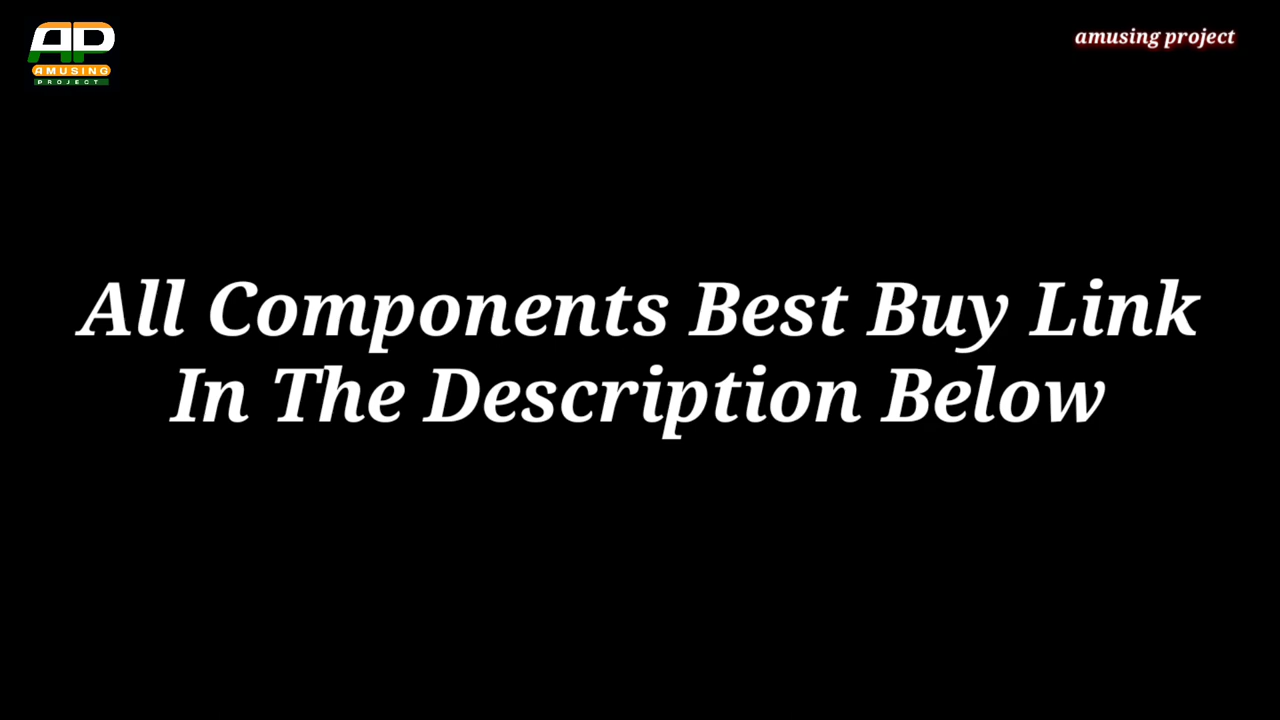 AP
AMUSING
PROJECT
amusing project
All Components Best Buy Link
In The Description Below